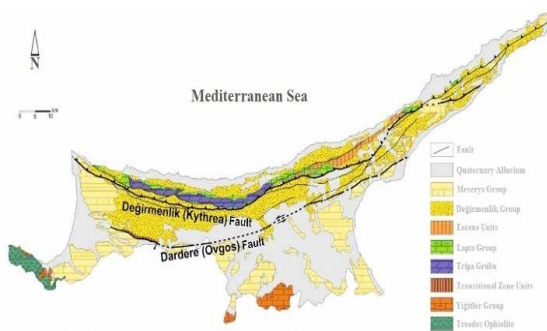 N
0 5 10 km
Mediterranean Sea
Değirmenlik (Kythrea) Fault
Dardere (Ovgos) Fault
Fault
Quaternary Alluvium
Meserya Group
Değirmenlik Group
Eocene Units
Lapta Group
Tripa Grubu
Transitional Zone Units
Yiğitler Group
Troodos Ophiolite